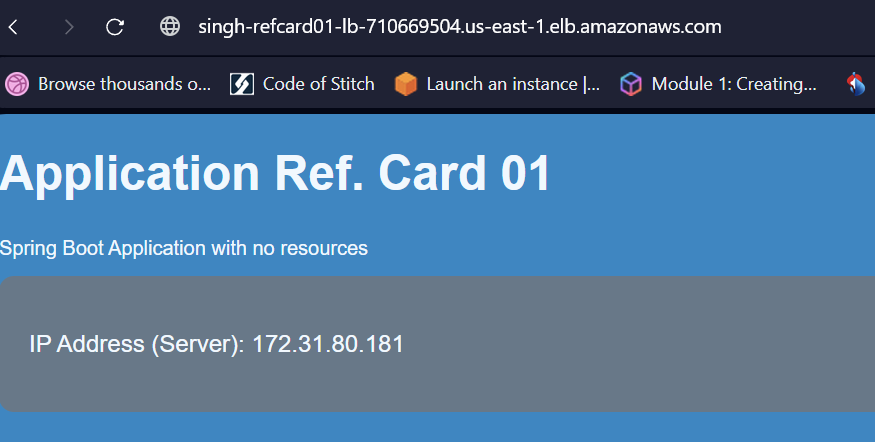 singh-refcard01-lb-710669504.us-east-1.elb.amazonaws.com
Browse thousands o... Code of Stitch Launch an instance |... Module 1: Creating...
Application Ref. Card 01
Spring Boot Application with no resources
IP Address (Server): 172.31.80.181